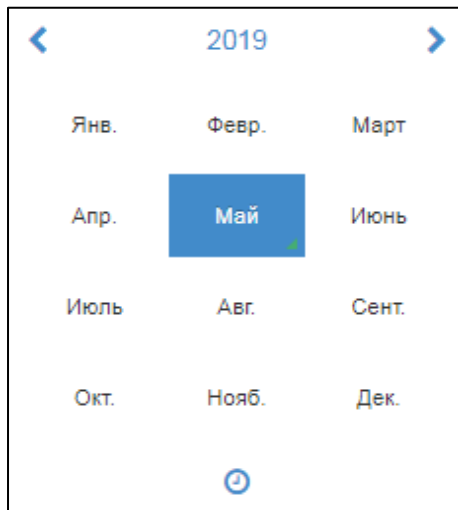 2019
Янв. Февр. Март
Апр. Май Июнь
Июль Авг. Сент.
Окт. Нояб. Дек.